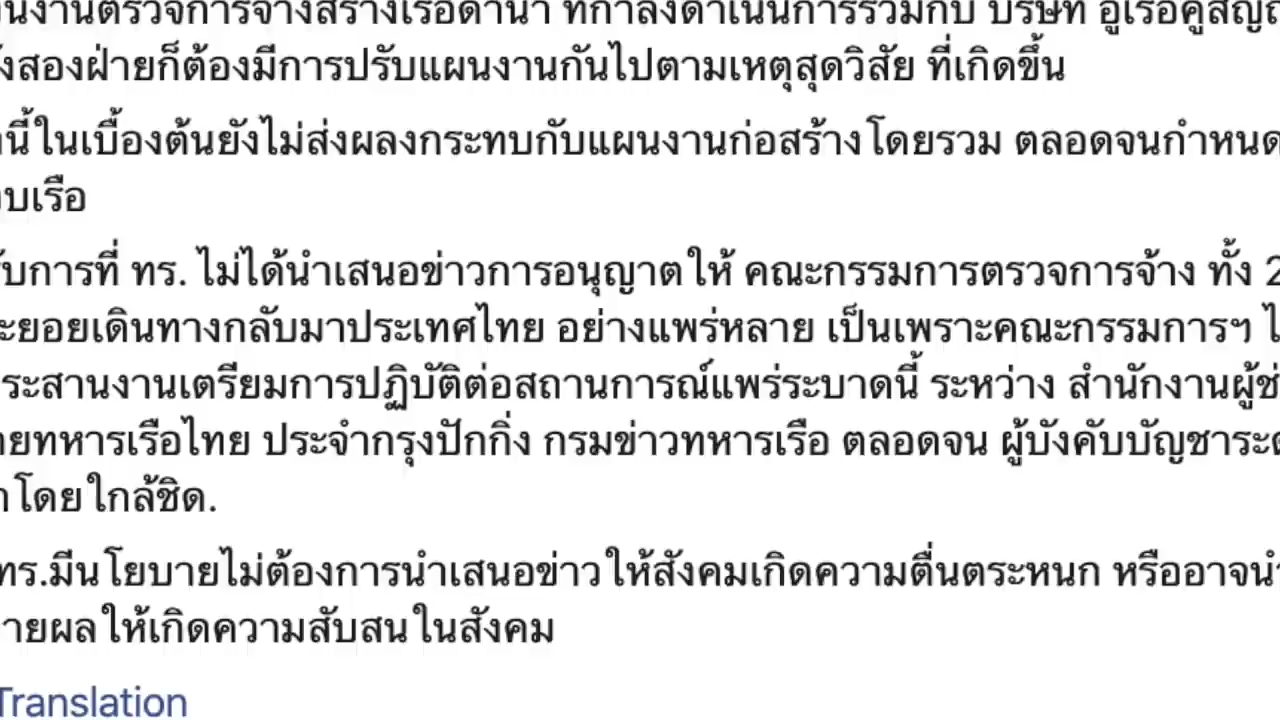 งานตรวจการจ้างสร้างเรือดำน้ำ ที่กำลังดำเนินการร่วมกับ บริษัท อู่เรือคู่สัญ
สองฝ่ายก็ต้องมีการปรับแผนงานกันไปตามเหตุสุดวิสัย ที่เกิดขึ้น
นี้ในเบื้องต้นยังไม่ส่งผลงกระทบกับแผนงานก่อสร้างโดยรวม ตลอดจนกำหนด
บเรือ
บการที่ ทร. ไม่ได้นำเสนอข่าวการอนุญาตให้ คณะกรรมการตรวจการจ้าง ทั้ง 2
ะยอยเดินทางกลับมาประเทศไทย อย่างแพร่หลาย เป็นเพราะคณะกรรมการฯ ไ
ระสานงานเตรียมการปฏิบัติต่อสถานการณ์แพร่ระบาดนี้ ระหว่าง สำนักงานผู้ช่
ยทหารเรือไทย ประจำกรุงปักกิ่ง กรมข่าวทหารเรือ ตลอดจน ผู้บังคับบัญชาระด
โดยใกล้ชิด.
ทร.มีนโยบายไม่ต้องการนำเสนอข่าวให้สังคมเกิดความตื่นตระหนก หรืออาจนำ
ายผลให้เกิดความสับสนในสังคม
Translation